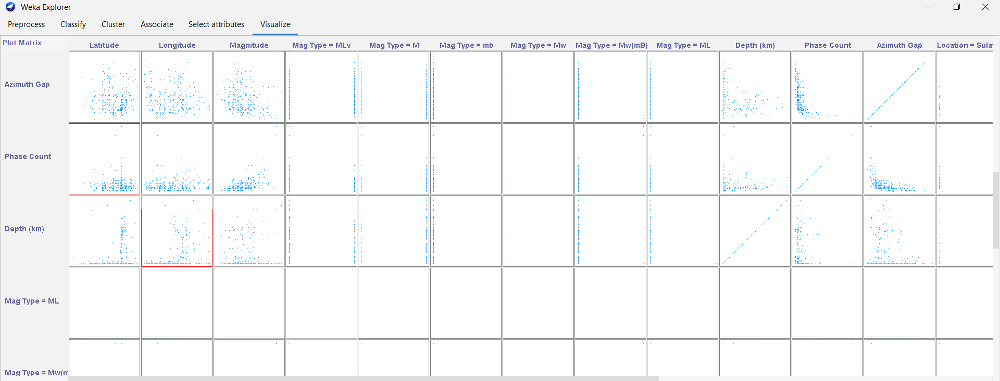 Weka Explorer
Preprocess Classify Cluster Associate Select attributes Visualize
Plot Matrix
Latitude Longitude Magnitude Mag Type = MLv Mag Type = M Mag Type = mb Mag Type = Mw Mag Type = Mw(mB) Mag Type = ML Depth (km) Phase Count Azimuth Gap Location = Sula
Azimuth Gap
Phase Count
Depth (km)
Mag Type = ML
Mag Type = Mw(m